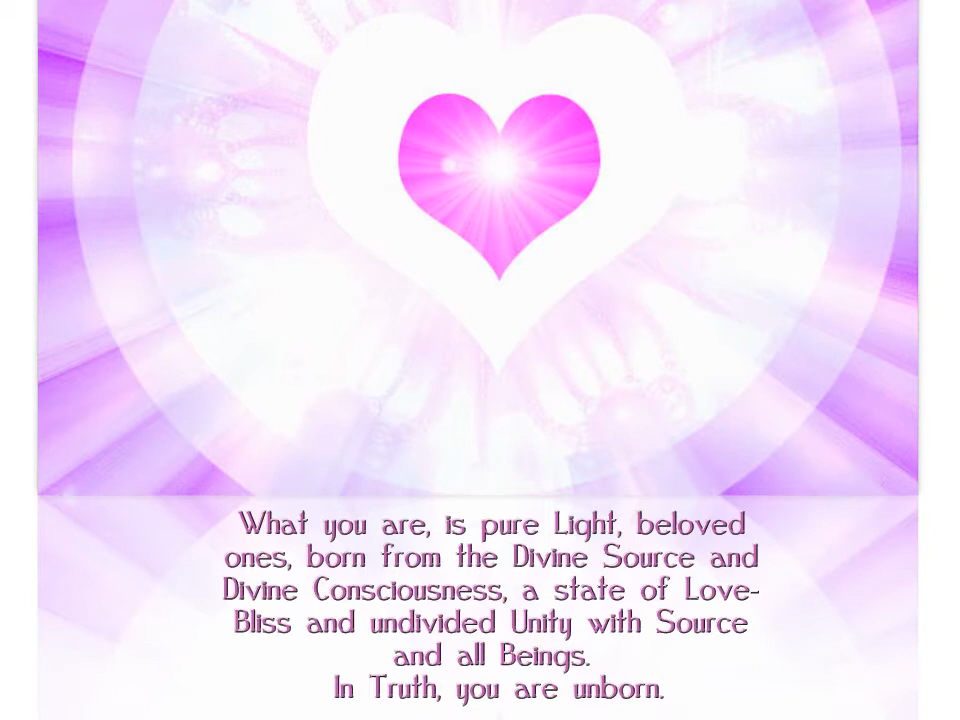 What you are, is pure Light, beloved
ones, born from the Divine Source and
Divine Consciousness, a state of Love-
Bliss and undivided Unity with Source
and all Beings.
In Truth, you are unborn.